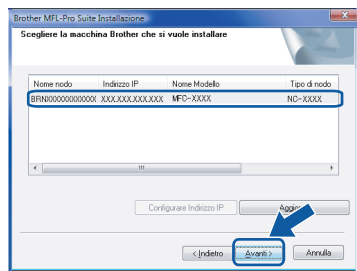 Brother MFL-Pro Suite Installazione
Scegliere la macchina Brother che si vuole installare
Nome nodo Indirizzo IP Nome Modello Tipo di nodo
XXX.XXX.XXX.XXX MFC-XXXX NC-XXXX
Configurare Indirizzo IP
< Indietro Avanti > Annulla